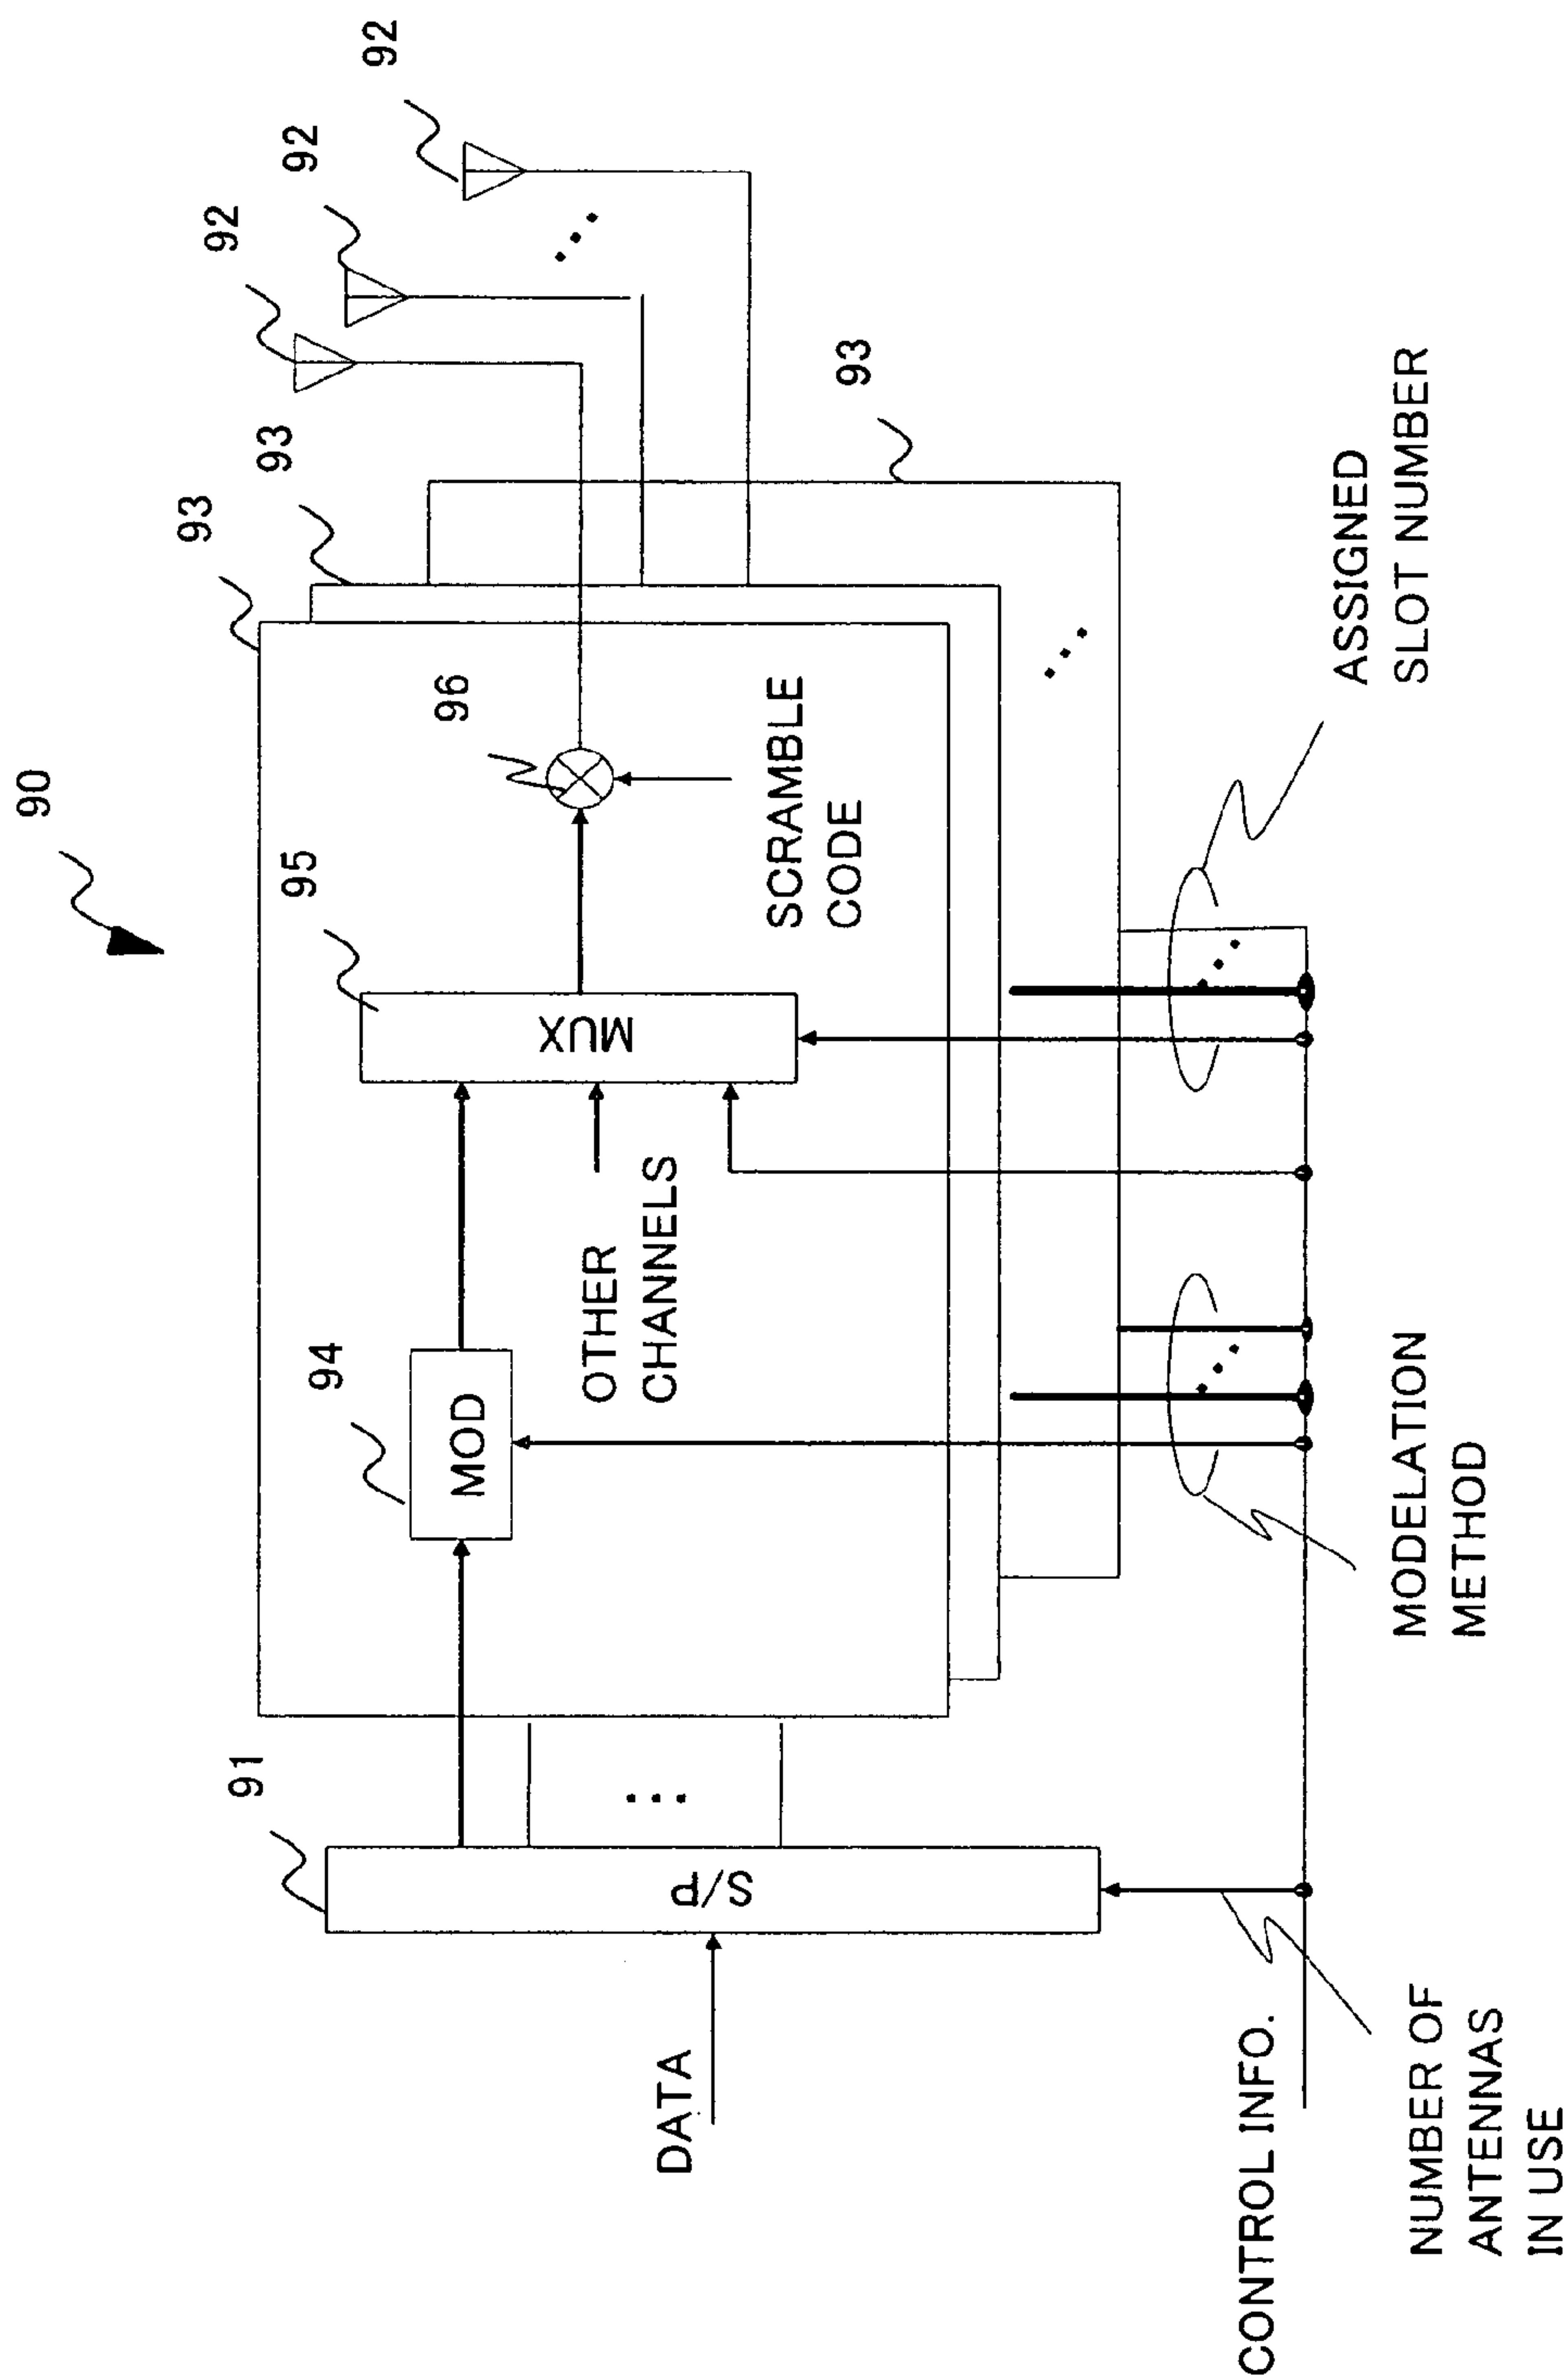 90
92
92
92
93
93
93
91
94
95
96
S/P
MOD
MUX
DATA
OTHER
CHANNELS
SCRAMBLE
CODE
CONTROL INFO.
NUMBER OF
ANTENNAS
IN USE
MODELATION
METHOD
ASSIGNED
SLOT NUMBER